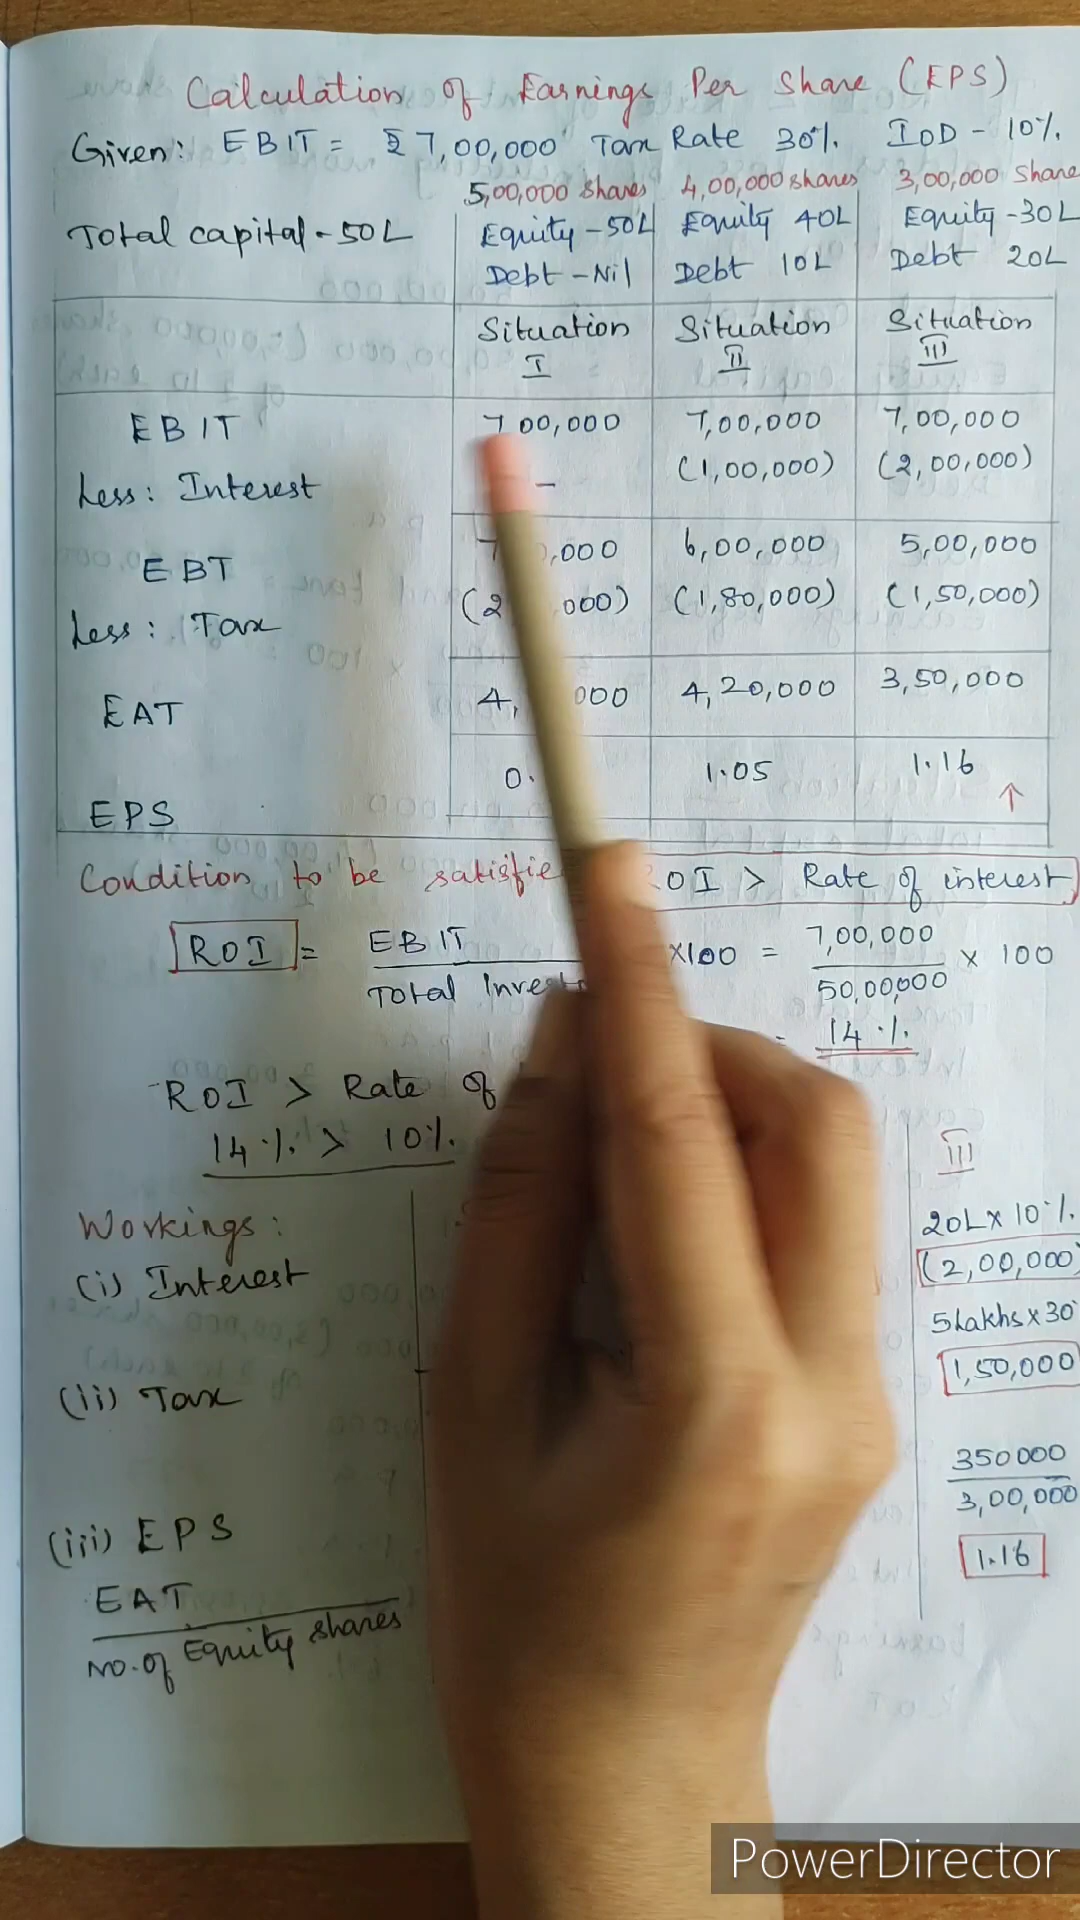 Calculation of Earnings Per Share (EPS)
Given: EBIT = ₹ 7,00,000 Tax Rate 30% IOD - 10%
5,00,000 shares 4,00,000 shares 3,00,000 Share
Total capital - 50L Equity - 50L Equity 40L Equity - 30L
Debt - Nil Debt 10L Debt 20L
Situation I Situation II Situation III
EBIT 7,00,000 7,00,000 7,00,000
Less: Interest - (1,00,000) (2,00,000)
EBT ,000 6,00,000 5,00,000
Less: Tax (2 000) (1,80,000) (1,50,000)
EAT 4, 000 4,20,000 3,50,000
EPS 0. 1.05 1.16 ↑
Condition to be ROI > Rate of interest
ROI = EBIT ×100 = 7,00,000 × 100
Total 50,00,000
= 14%
ROI > Rate of
14% > 10%
III
Workings:
20L × 10%
(i) Interest
(2,00,000)
5 Lakhs × 30
(ii) Tax
1,50,000
350000
3,00,000
(iii) EPS
1.16
EAT
No. of Equity shares
PowerDirector